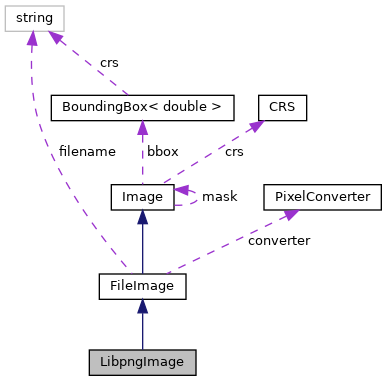 string
crs
BoundingBox< double >
CRS
filename
bbox
crs
Image
mask
PixelConverter
converter
FileImage
LibpngImage